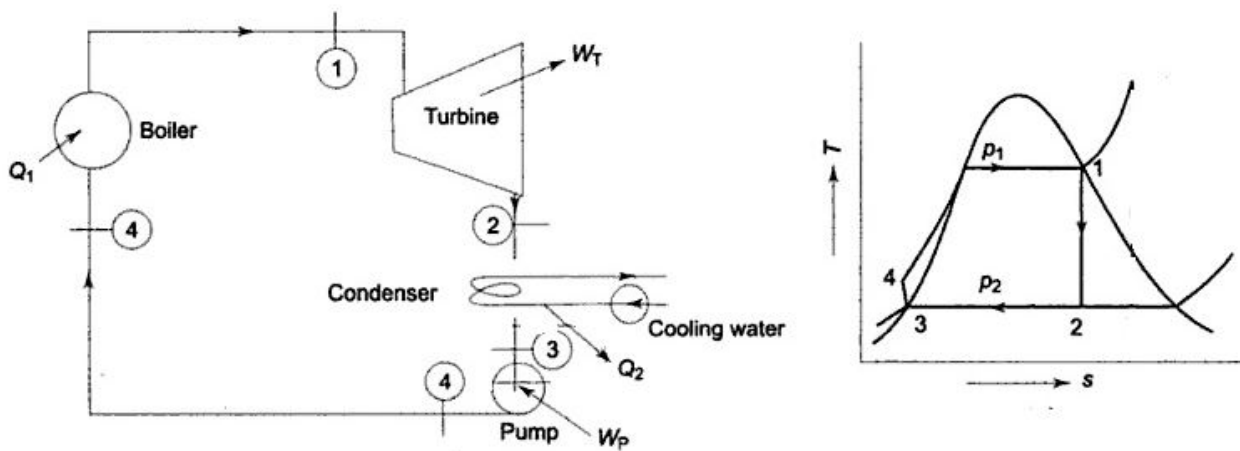 1
W_T
Turbine
Boiler
Q_1
4
2
Condenser
Cooling water
3
Q_2
4
Pump
W_P
T
p_1
1
4
p_2
3
2
s